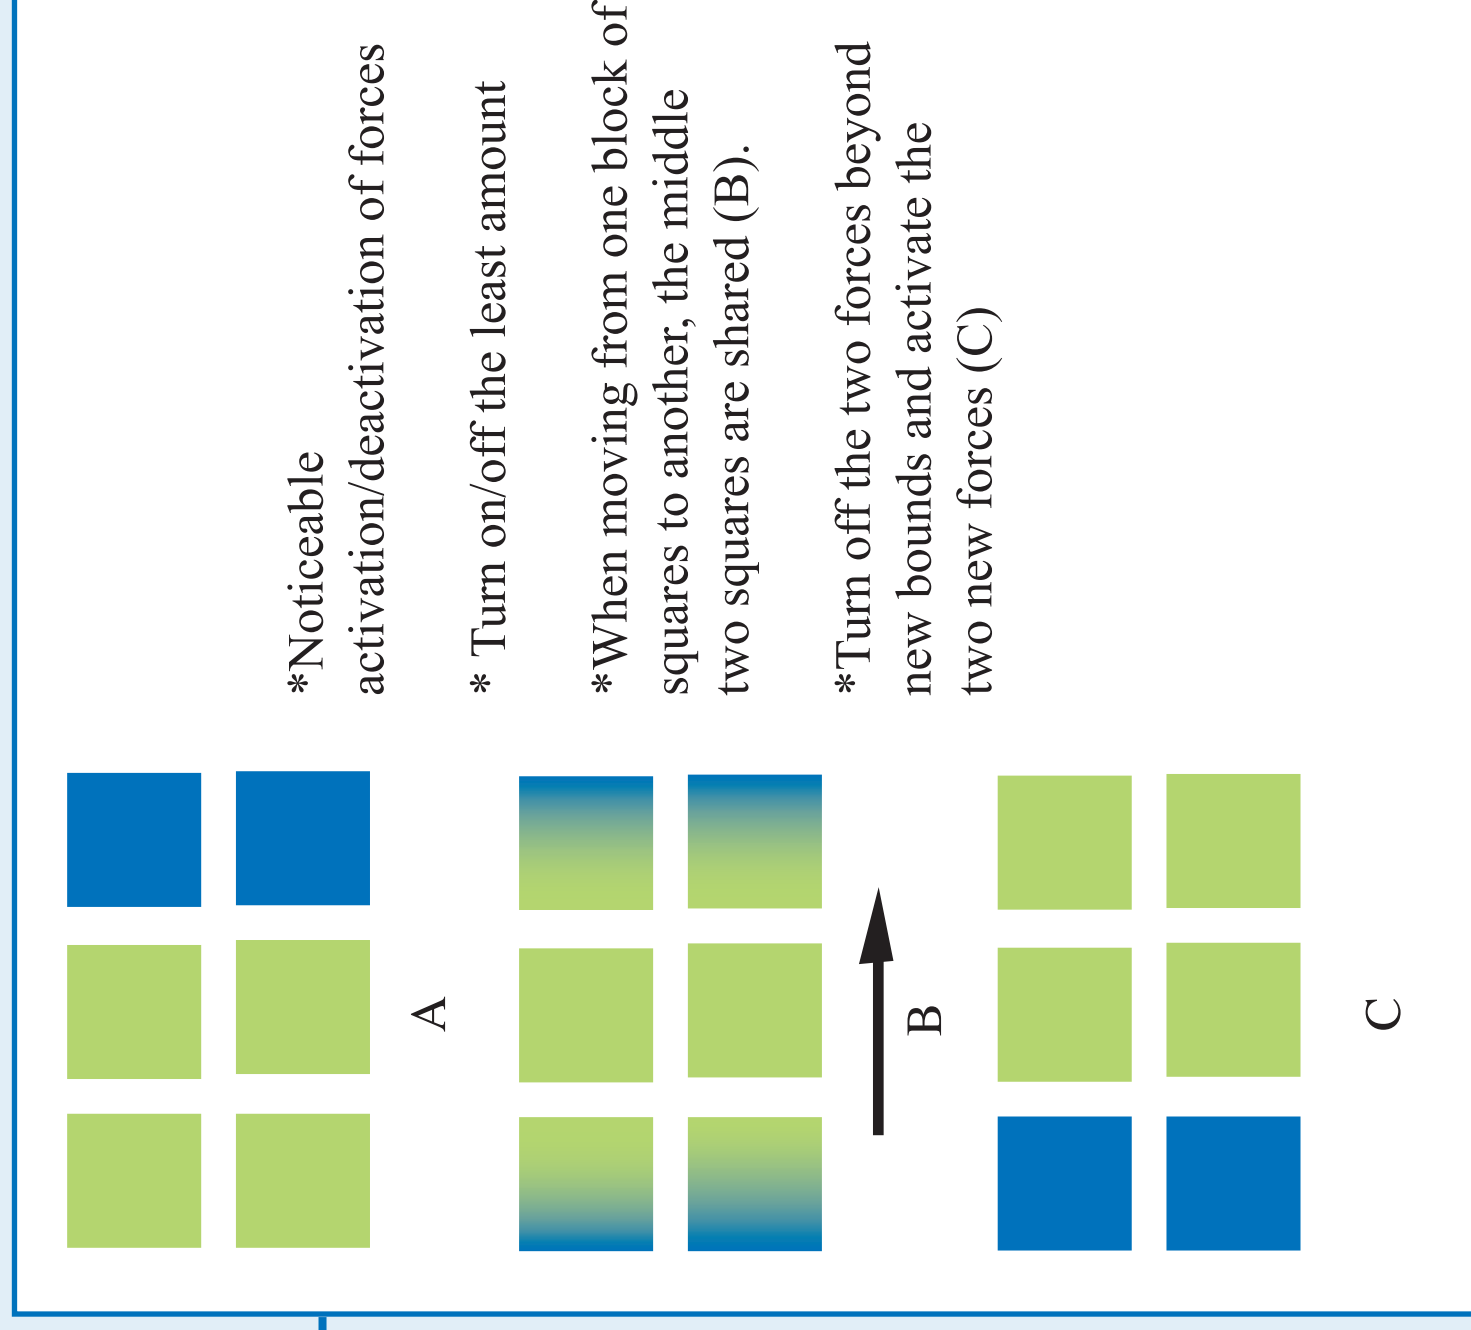 *Noticeable
activation/deactivation of forces
* Turn on/off the least amount
*When moving from one block of
squares to another, the middle
two squares are shared (B).
*Turn off the two forces beyond
new bounds and activate the
two new forces (C)
A
B
C